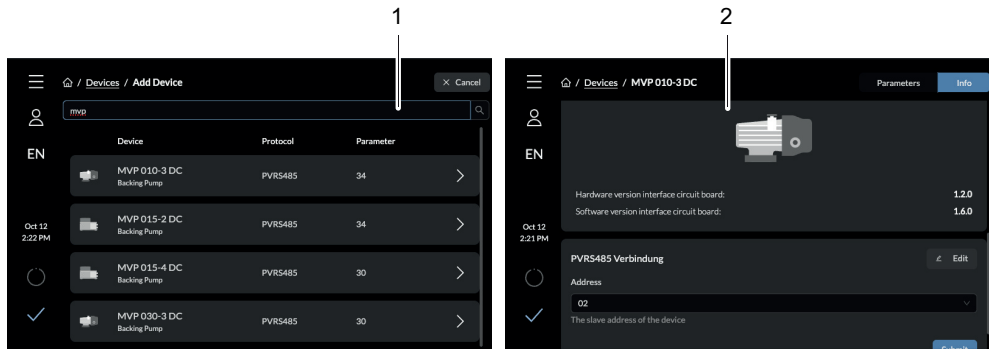 1
2
/ Devices / Add Device
× Cancel
mvp
Device Protocol Parameter
MVP 010-3 DC
Backing Pump
PVRS485 34
MVP 015-2 DC
Backing Pump
PVRS485 34
MVP 015-4 DC
Backing Pump
PVRS485 30
MVP 030-3 DC
Backing Pump
PVRS485 30
EN
Oct 12
2:22 PM
/ Devices / MVP 010-3 DC
Parameters Info
EN
Oct 12
2:21 PM
Hardware version interface circuit board: 1.2.0
Software version interface circuit board: 1.6.0
PVRS485 Verbindung
Edit
Address
02
The slave address of the device
Submit